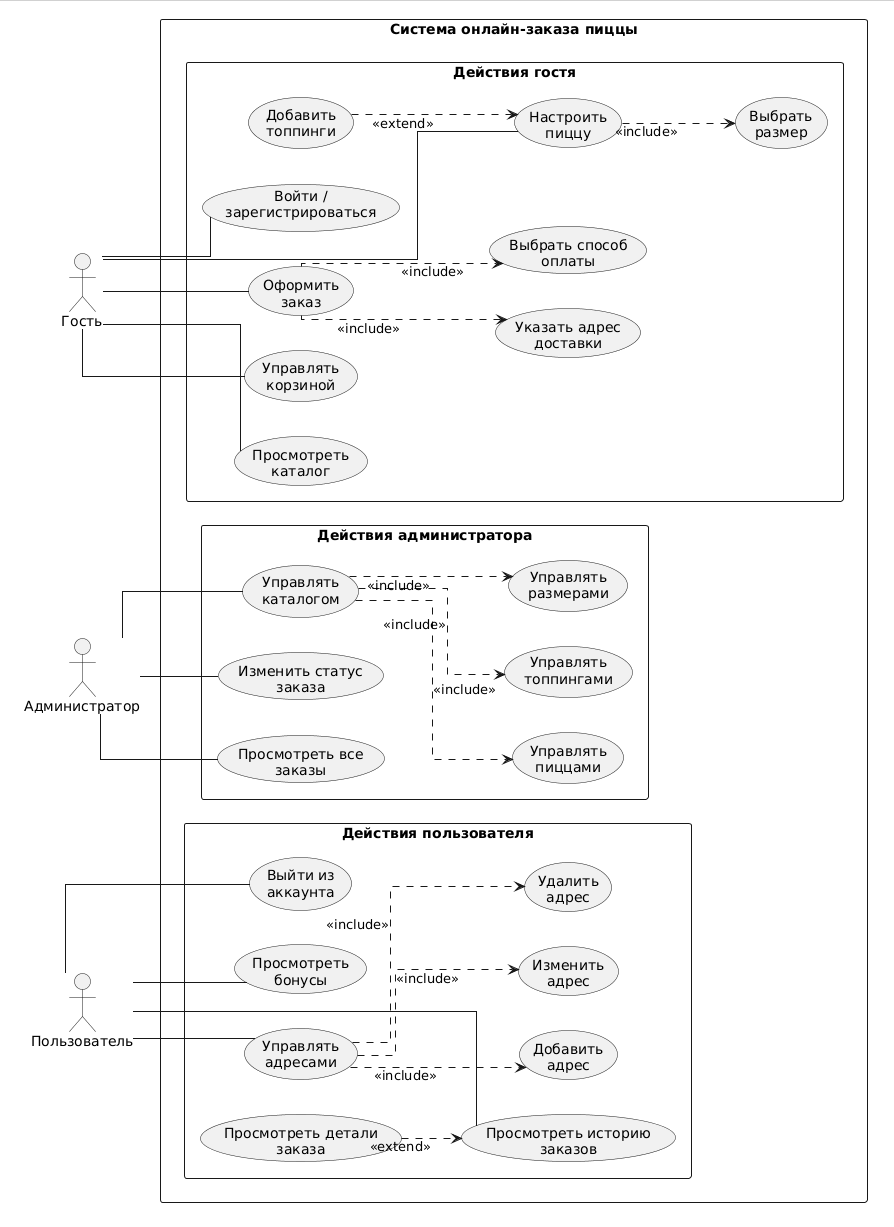 Система онлайн-заказа пиццы
Действия гостя
Добавить
топпинги
«extend»
Настроить
пиццу
«include»
Выбрать
размер
Войти /
зарегистрироваться
Выбрать способ
оплаты
«include»
Оформить
заказ
Гость
«include»
Указать адрес
доставки
Управлять
корзиной
Просмотреть
каталог
Действия администратора
Управлять
каталогом
«include»
Управлять
размерами
«include»
Изменить статус
заказа
Управлять
топпингами
«include»
Администратор
Просмотреть все
заказы
Управлять
пиццами
Действия пользователя
Выйти из
аккаунта
Удалить
адрес
«include»
Просмотреть
бонусы
«include»
Изменить
адрес
Пользователь
Управлять
адресами
«include»
Добавить
адрес
Просмотреть детали
заказа
«extend»
Просмотреть историю
заказов